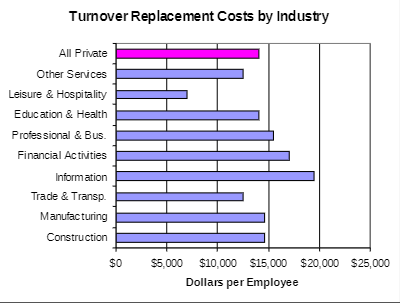 Turnover Replacement Costs by Industry
All Private
Other Services
Leisure & Hospitality
Education & Health
Professional & Bus.
Financial Activities
Information
Trade & Transp.
Manufacturing
Construction
$0 $5,000 $10,000 $15,000 $20,000 $25,000
Dollars per Employee